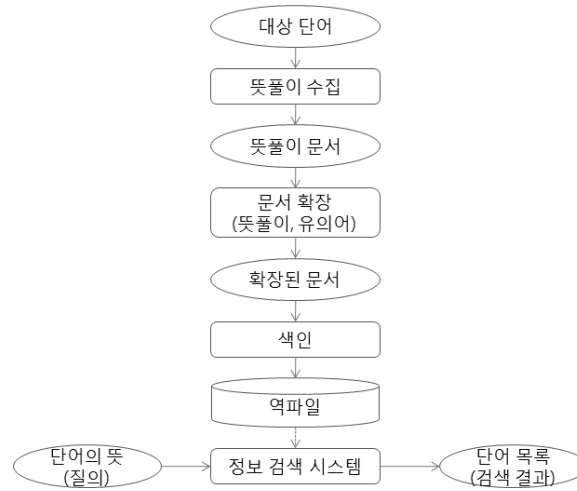 대상 단어
뜻풀이 수집
뜻풀이 문서
문서 확장
(뜻풀이, 유의어)
확장된 문서
색인
역파일
단어의 뜻
(질의)
정보 검색 시스템
단어 목록
(검색 결과)